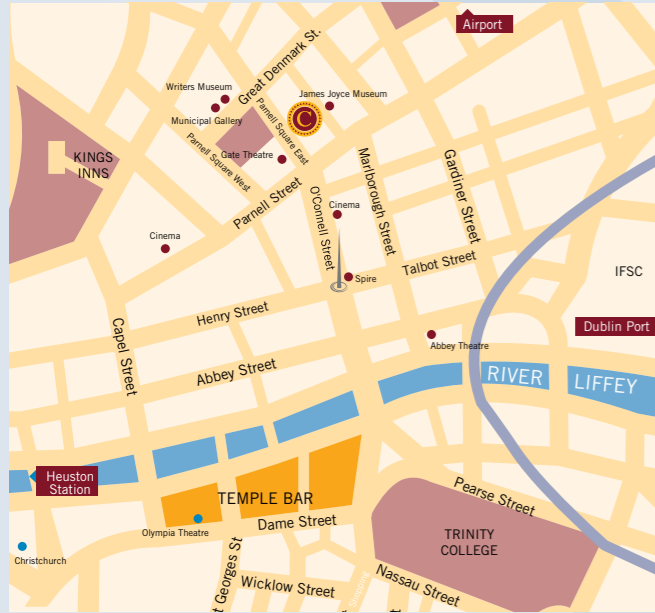 Airport
Great Denmark St.
Writers Museum
James Joyce Museum
Municipal Gallery
Parnell Square East
C
Gate Theatre
Parnell Square West
KINGS
INNS
Marlborough Street
Gardiner Street
Parnell Street
O'Connell Street
Cinema
Cinema
Talbot Street
IFSC
Spire
Henry Street
Dublin Port
Capel Street
Abbey Theatre
Abbey Street
RIVER LIFFEY
Heuston
Station
TEMPLE BAR
Pearse Street
Dame Street
Olympia Theatre
TRINITY
COLLEGE
Christchurch
t Georges St
Wicklow Street
Nassau Street